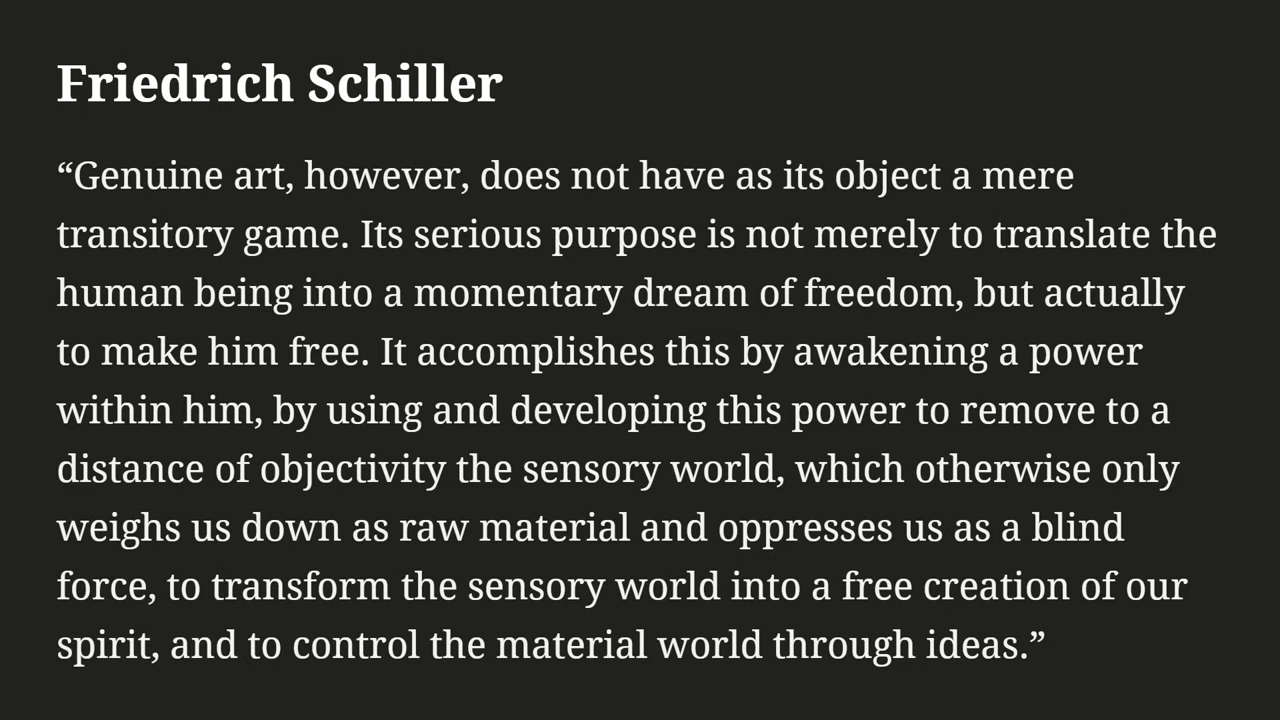 Friedrich Schiller
“Genuine art, however, does not have as its object a mere
transitory game. Its serious purpose is not merely to translate the
human being into a momentary dream of freedom, but actually
to make him free. It accomplishes this by awakening a power
within him, by using and developing this power to remove to a
distance of objectivity the sensory world, which otherwise only
weighs us down as raw material and oppresses us as a blind
force, to transform the sensory world into a free creation of our
spirit, and to control the material world through ideas.”